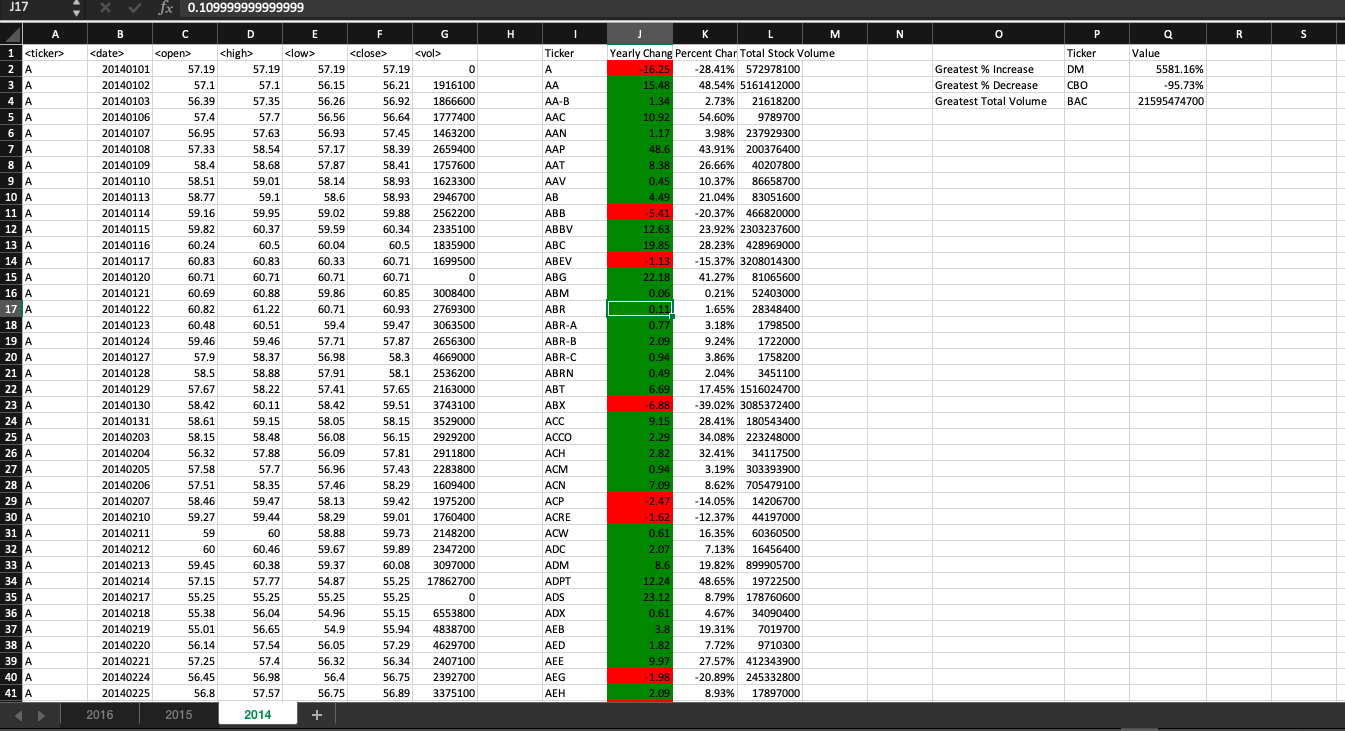 J17 fx 0.109999999999999
A B C D E F G H I J K L M N O P Q R S
1 <ticker> <date> <open> <high> <low> <close> <vol> Ticker Yearly Chang Percent Char Total Stock Volume Ticker Value
2 A 20140101 57.19 57.19 57.19 57.19 0 A -16.25 -28.41% 572978100 Greatest % Increase DM 5581.16%
3 A 20140102 57.1 57.1 56.15 56.21 1916100 AA 15.48 48.54% 5161412000 Greatest % Decrease CBO -95.73%
4 A 20140103 56.39 57.35 56.26 56.92 1866600 AA-B 1.34 2.73% 21618200 Greatest Total Volume BAC 21595474700
5 A 20140106 57.4 57.7 56.56 56.64 1777400 AAC 10.92 54.60% 9789700
6 A 20140107 56.95 57.63 56.93 57.45 1463200 AAN 1.17 3.98% 237929300
7 A 20140108 57.33 58.54 57.17 58.39 2659400 AAP 48.6 43.91% 200376400
8 A 20140109 58.4 58.68 57.87 58.41 1757600 AAT 8.38 26.66% 40207800
9 A 20140110 58.51 59.01 58.14 58.93 1623300 AAV 0.45 10.37% 86658700
10 A 20140113 58.77 59.1 58.6 58.93 2946700 AB 4.49 21.04% 83051600
11 A 20140114 59.16 59.95 59.02 59.88 2562200 ABB -5.41 -20.37% 466820000
12 A 20140115 59.82 60.37 59.59 60.34 2335100 ABBV 12.63 23.92% 2303237600
13 A 20140116 60.24 60.5 60.04 60.5 1835900 ABC 19.85 28.23% 428969000
14 A 20140117 60.83 60.83 60.33 60.71 1699500 ABEV -1.13 -15.37% 3208014300
15 A 20140120 60.71 60.71 60.71 60.71 0 ABG 22.18 41.27% 81065600
16 A 20140121 60.69 60.88 59.86 60.85 3008400 ABM 0.06 0.21% 52403000
17 A 20140122 60.82 61.22 60.71 60.93 2769300 ABR 0.11 1.65% 28348400
18 A 20140123 60.48 60.51 59.4 59.47 3063500 ABR-A 0.77 3.18% 1798500
19 A 20140124 59.46 59.46 57.71 57.87 2656300 ABR-B 2.09 9.24% 1722000
20 A 20140127 57.9 58.37 56.98 58.3 4669000 ABR-C 0.94 3.86% 1758200
21 A 20140128 58.5 58.88 57.91 58.1 2536200 ABRN 0.49 2.04% 3451100
22 A 20140129 57.67 58.22 57.41 57.65 2163000 ABT 6.69 17.45% 1516024700
23 A 20140130 58.42 60.11 58.42 59.51 3743100 ABX -6.88 -39.02% 3085372400
24 A 20140131 58.61 59.15 58.05 58.15 3529000 ACC 9.15 28.41% 180543400
25 A 20140203 58.15 58.48 56.08 56.15 2929200 ACCO 2.29 34.08% 223248000
26 A 20140204 56.32 57.88 56.09 57.81 2911800 ACH 2.82 32.41% 34117500
27 A 20140205 57.58 57.7 56.96 57.43 2283800 ACM 0.94 3.19% 303393900
28 A 20140206 57.51 58.35 57.46 58.29 1609400 ACN 7.09 8.62% 705479100
29 A 20140207 58.46 59.47 58.13 59.42 1975200 ACP -2.47 -14.05% 14206700
30 A 20140210 59.27 59.44 58.29 59.01 1760400 ACRE -1.62 -12.37% 44197000
31 A 20140211 59 60 58.88 59.73 2148200 ACW 0.61 16.35% 60360500
32 A 20140212 60 60.46 59.67 59.89 2347200 ADC 2.07 7.13% 16456400
33 A 20140213 59.45 60.38 59.37 60.08 3097000 ADM 8.6 19.82% 899905700
34 A 20140214 57.15 57.77 54.87 55.25 17862700 ADPT 12.24 48.65% 19722500
35 A 20140217 55.25 55.25 55.25 55.25 0 ADS 23.12 8.79% 178760600
36 A 20140218 55.38 56.04 54.96 55.15 6553800 ADX 0.61 4.67% 34090400
37 A 20140219 55.01 56.65 54.9 55.94 4838700 AEB 3.8 19.31% 7019700
38 A 20140220 56.14 57.54 56.05 57.29 4629700 AED 1.82 7.72% 9710300
39 A 20140221 57.25 57.4 56.32 56.34 2407100 AEE 9.97 27.57% 412343900
40 A 20140224 56.45 56.98 56.4 56.75 2392700 AEG -1.98 -20.89% 245332800
41 A 20140225 56.8 57.57 56.75 56.89 3375100 AEH 2.09 8.93% 17897000
2016 2015 2014 +